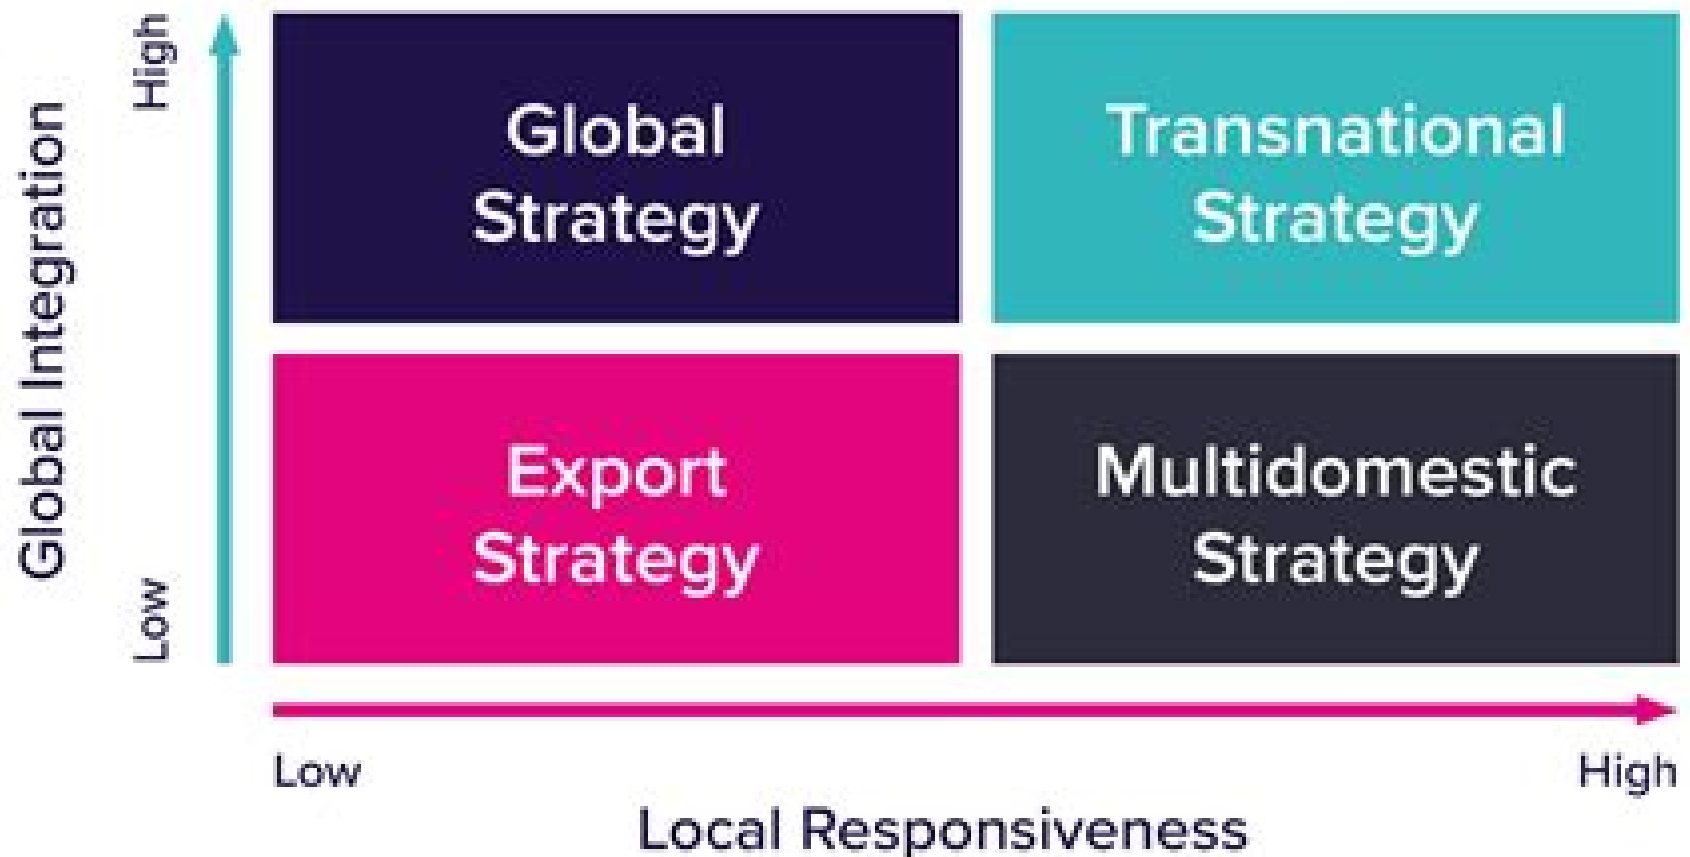 High
Global Integration
Low
Global
Strategy
Transnational
Strategy
Export
Strategy
Multidomestic
Strategy
Low
High
Local Responsiveness